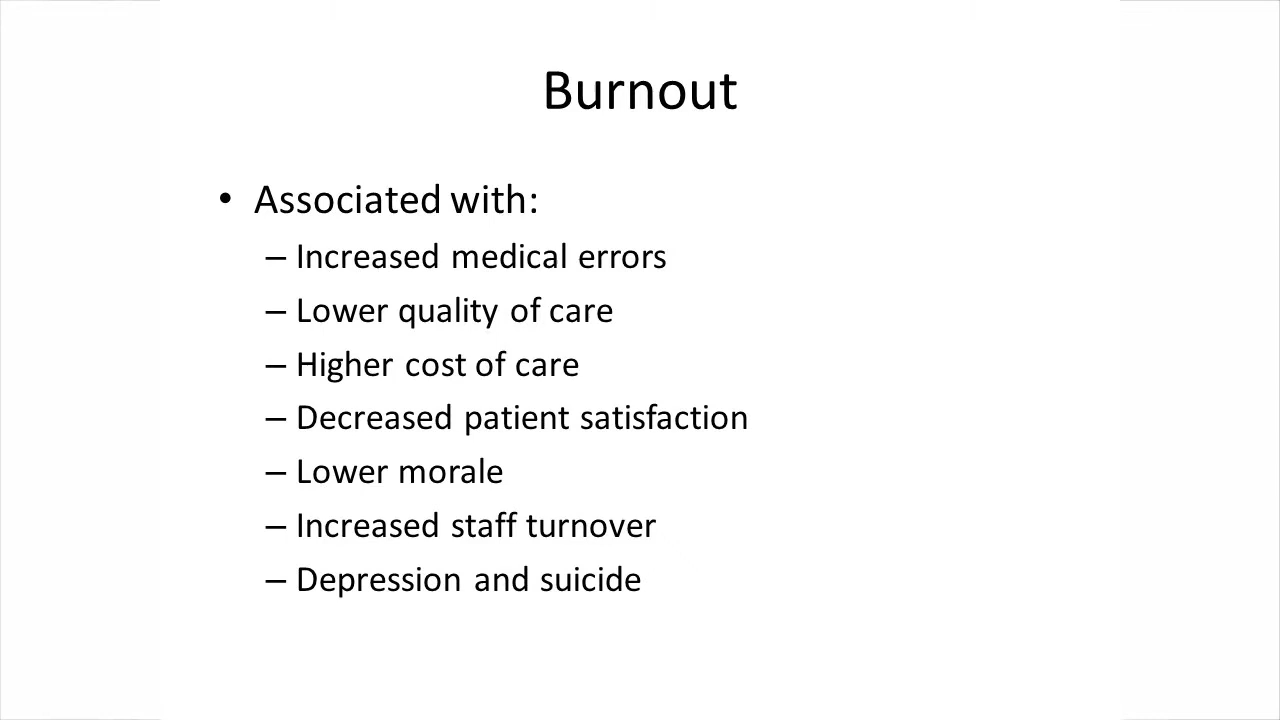 Burnout
• Associated with:
– Increased medical errors
– Lower quality of care
– Higher cost of care
– Decreased patient satisfaction
– Lower morale
– Increased staff turnover
– Depression and suicide